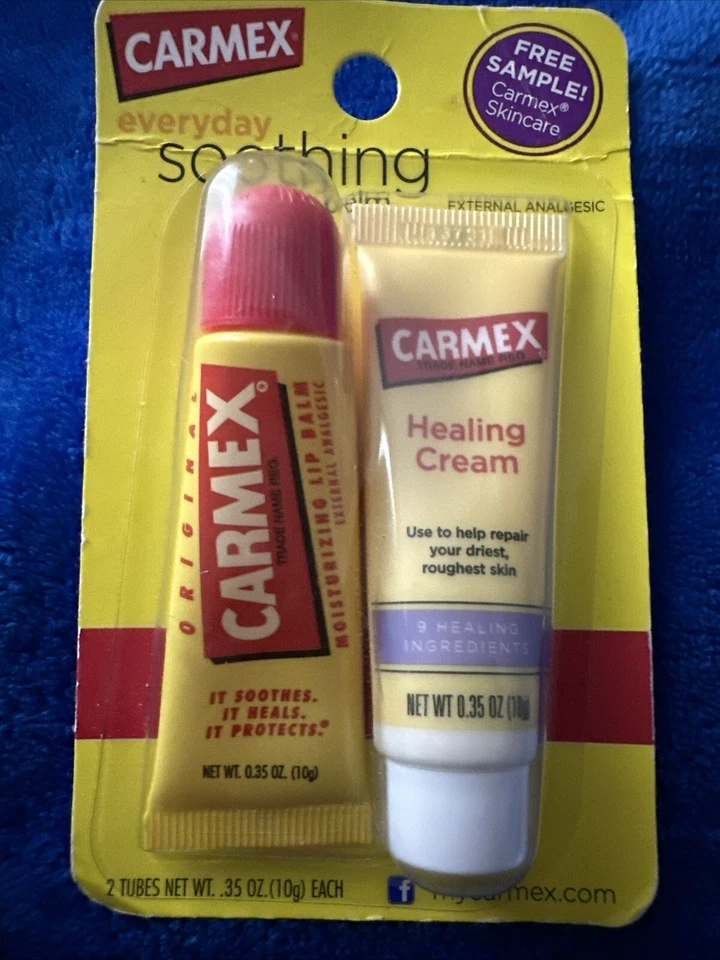 CARMEX®
FREE
SAMPLE!
Carmex®
Skincare
everyday
soothing
EXTERNAL ANALGESIC
ORIGINAL
CARMEX®
TRADE NAME REG.
MOISTURIZING LIP BALM
EXTERNAL ANALGESIC
IT SOOTHES.
IT HEALS.
IT PROTECTS.®
NET WT. 0.35 OZ. (10g)
CARMEX®
TRADE NAME REG.
Healing
Cream
Use to help repair
your driest,
roughest skin
9 HEALING
INGREDIENTS
NET WT 0.35 OZ (10g)
2 TUBES NET WT. .35 OZ.(10g) EACH
f mycarmex.com